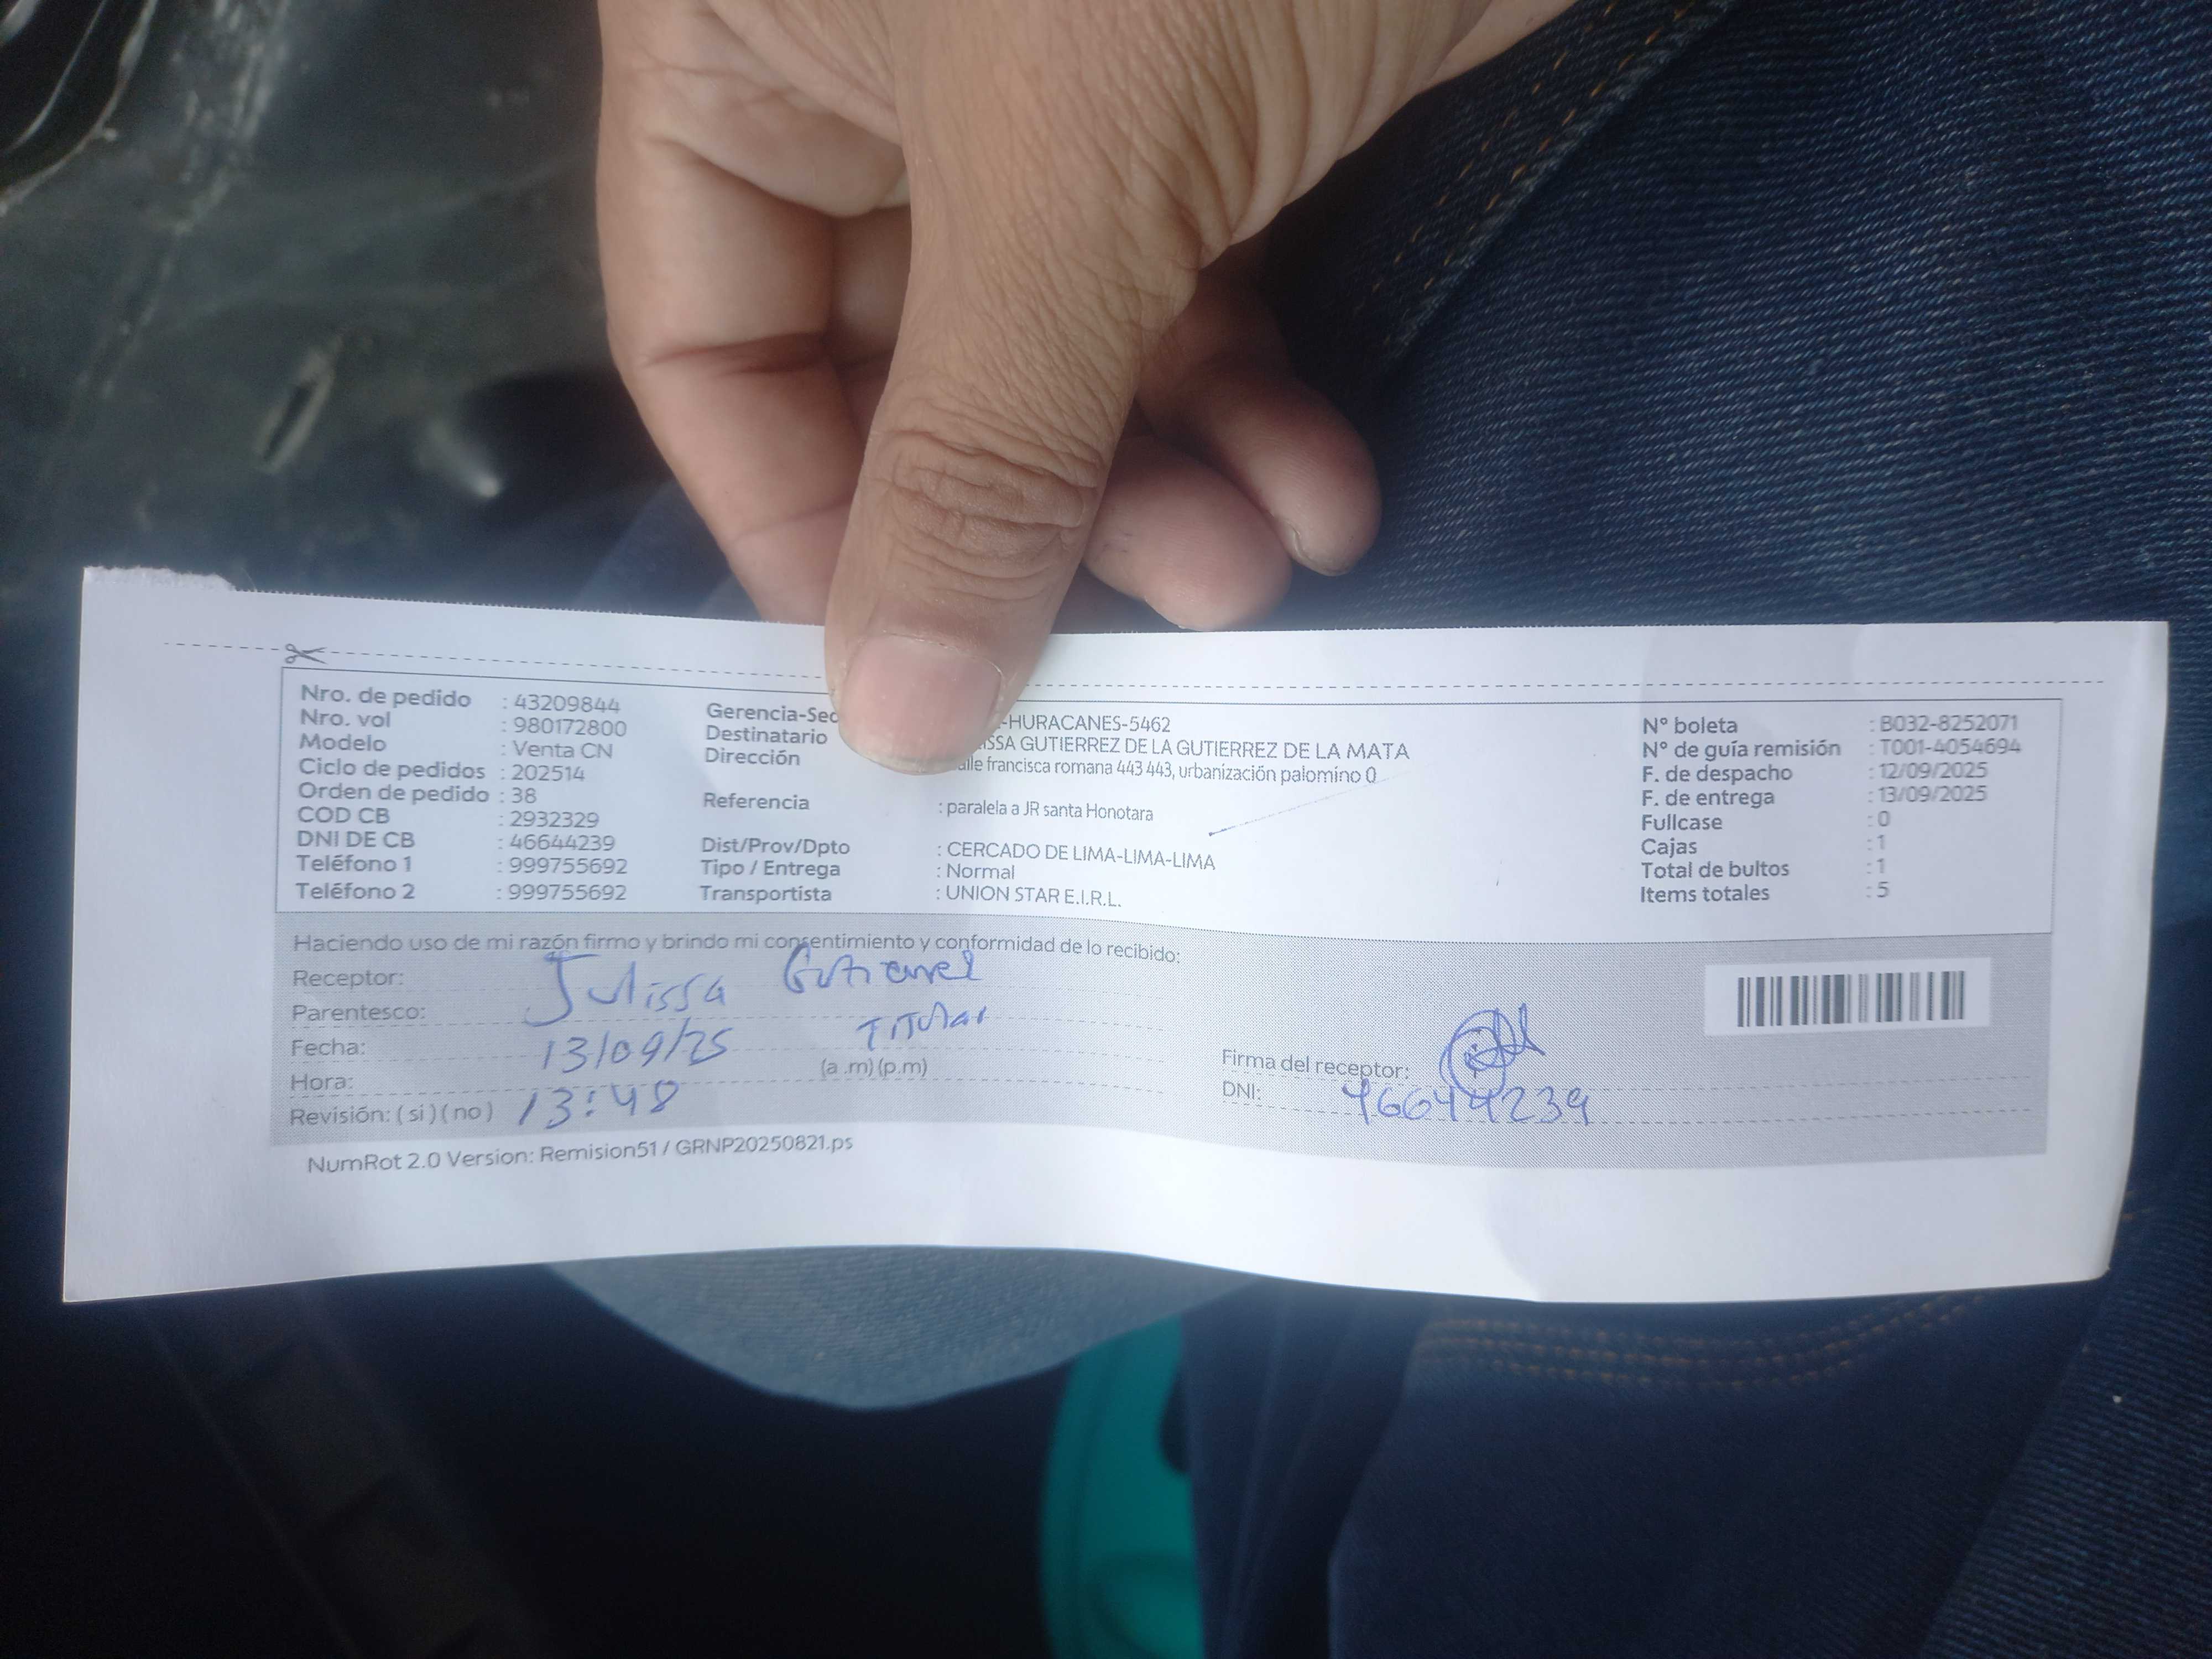 Nro. de pedido : 43209844
Nro. vol : 980172800
Modelo : Venta CN
Ciclo de pedidos : 202514
Orden de pedido : 38
COD CB : 2932329
DNI DE CB : 46644239
Teléfono 1 : 999755692
Teléfono 2 : 999755692
Gerencia-Sec -HURACANES-5462
Destinatario ISSA GUTIERREZ DE LA GUTIERREZ DE LA MATA
Dirección alle francisca romana 443 443, urbanización palomino 0
Referencia : paralela a JR santa Honotara
Dist/Prov/Dpto : CERCADO DE LIMA-LIMA-LIMA
Tipo / Entrega : Normal
Transportista : UNION STAR E.I.R.L.
N° boleta : B032-8252071
N° de guía remisión : T001-4054694
F. de despacho : 12/09/2025
F. de entrega : 13/09/2025
Fullcase : 0
Cajas : 1
Total de bultos : 1
Items totales : 5
Haciendo uso de mi razón firmo y brindo mi consentimiento y conformidad de lo recibido:
Receptor: Julissa Gutierrez
Parentesco: Titular
Fecha: 13/09/25
Hora: (a .m) (p.m)
Revisión: ( si ) ( no ) 13:48
Firma del receptor:
DNI: 46644239
NumRot 2.0 Version: Remision51 / GRNP20250821.ps